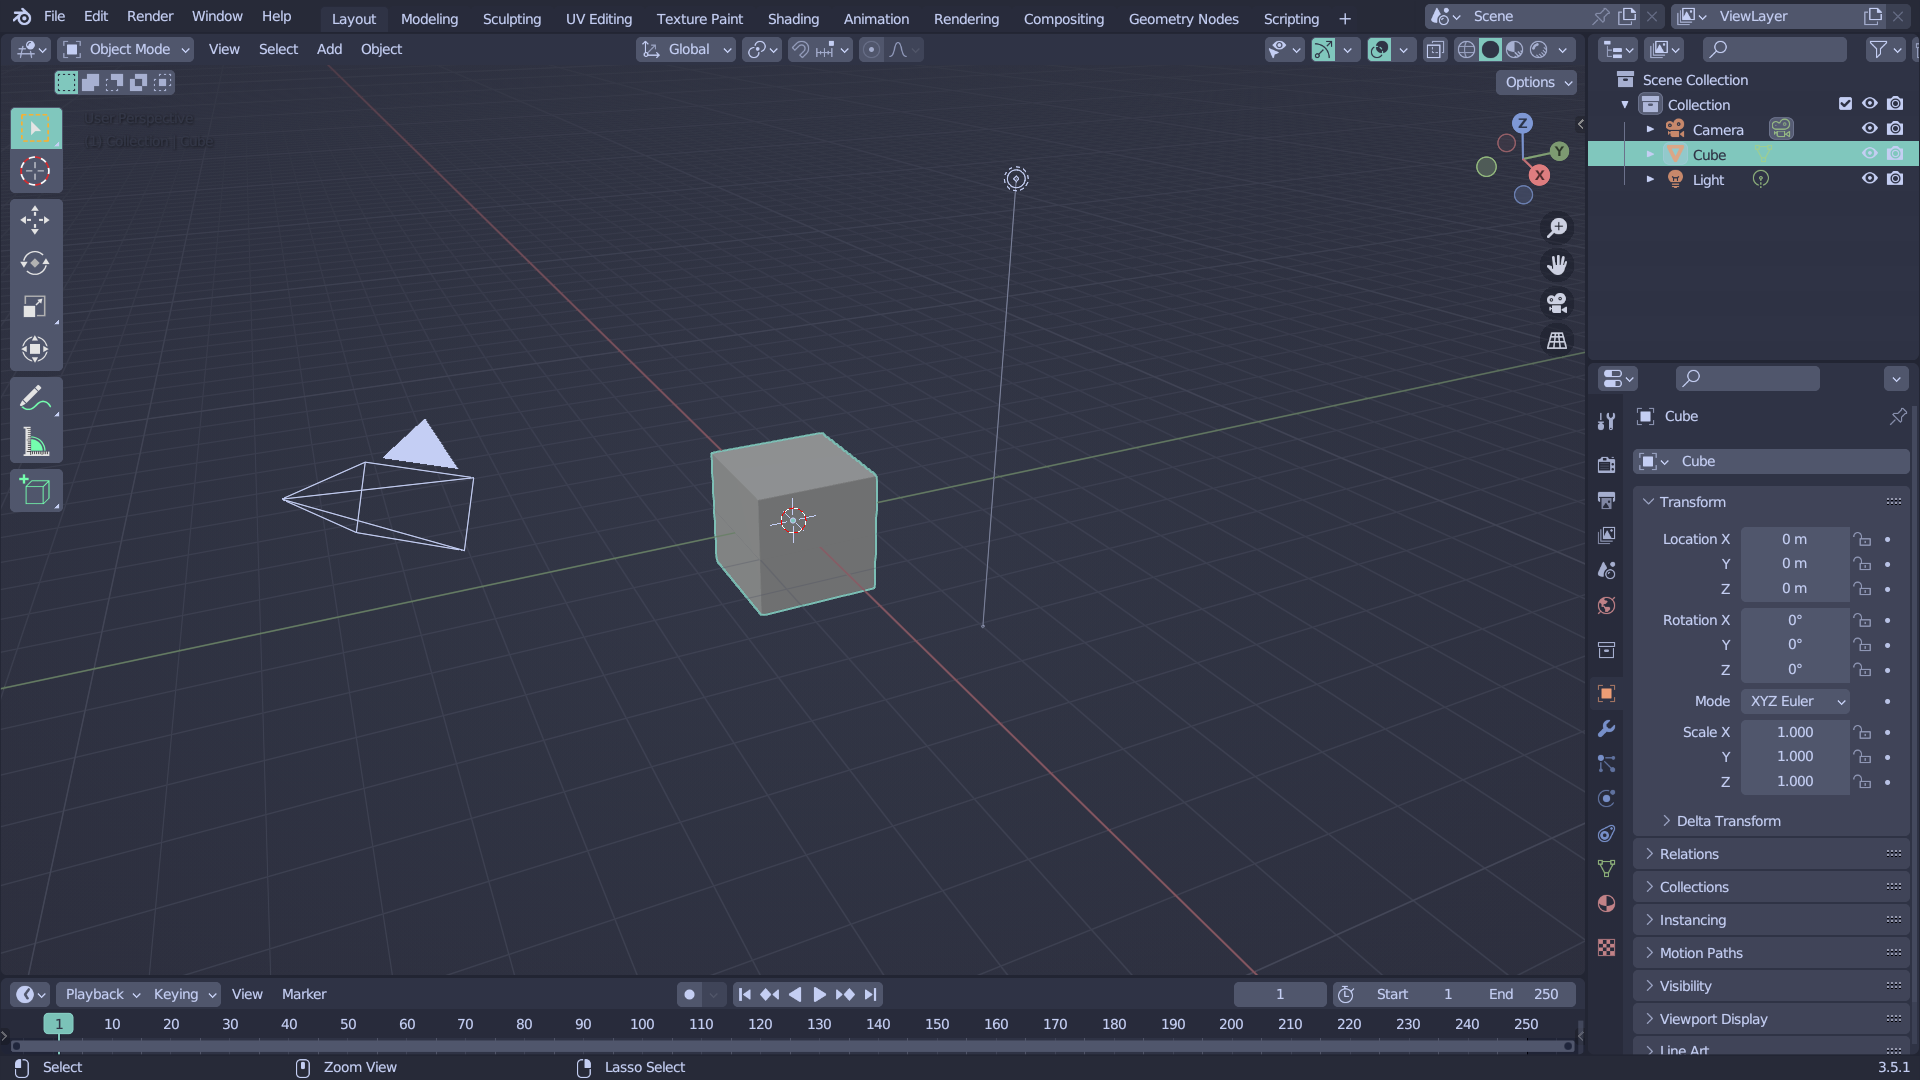 File Edit Render Window Help Layout Modeling Sculpting UV Editing Texture Paint Shading Animation Rendering Compositing Geometry Nodes Scripting + Scene ViewLayer
Object Mode View Select Add Object Global
Options
User Perspective
(1) Collection | Cube
Z
Y
X
Scene Collection
Collection
Camera
Cube
Light
Cube
Cube
Transform
Location X 0 m
Y 0 m
Z 0 m
Rotation X 0°
Y 0°
Z 0°
Mode XYZ Euler
Scale X 1.000
Y 1.000
Z 1.000
Delta Transform
Relations
Collections
Instancing
Motion Paths
Visibility
Viewport Display
Line Art
Playback Keying View Marker 1 Start 1 End 250
1 10 20 30 40 50 60 70 80 90 100 110 120 130 140 150 160 170 180 190 200 210 220 230 240 250
Select Zoom View Lasso Select 3.5.1